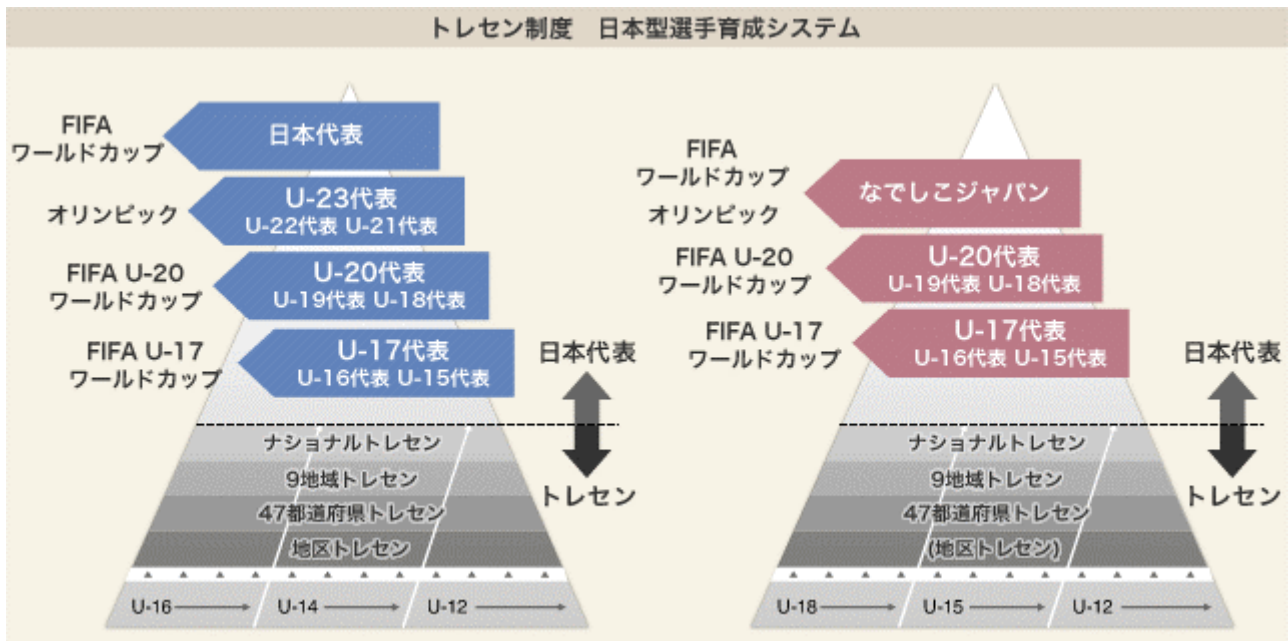 トレセン制度 日本型選手育成システム
FIFA
ワールドカップ
日本代表
オリンピック
U-23代表
U-22代表 U-21代表
FIFA U-20
ワールドカップ
U-20代表
U-19代表 U-18代表
FIFA U-17
ワールドカップ
U-17代表
U-16代表 U-15代表
日本代表
トレセン
ナショナルトレセン
9地域トレセン
47都道府県トレセン
地区トレセン
U-16
U-14
U-12
FIFA
ワールドカップ
オリンピック
なでしこジャパン
FIFA U-20
ワールドカップ
U-20代表
U-19代表 U-18代表
FIFA U-17
ワールドカップ
U-17代表
U-16代表 U-15代表
日本代表
トレセン
ナショナルトレセン
9地域トレセン
47都道府県トレセン
(地区トレセン)
U-18
U-15
U-12